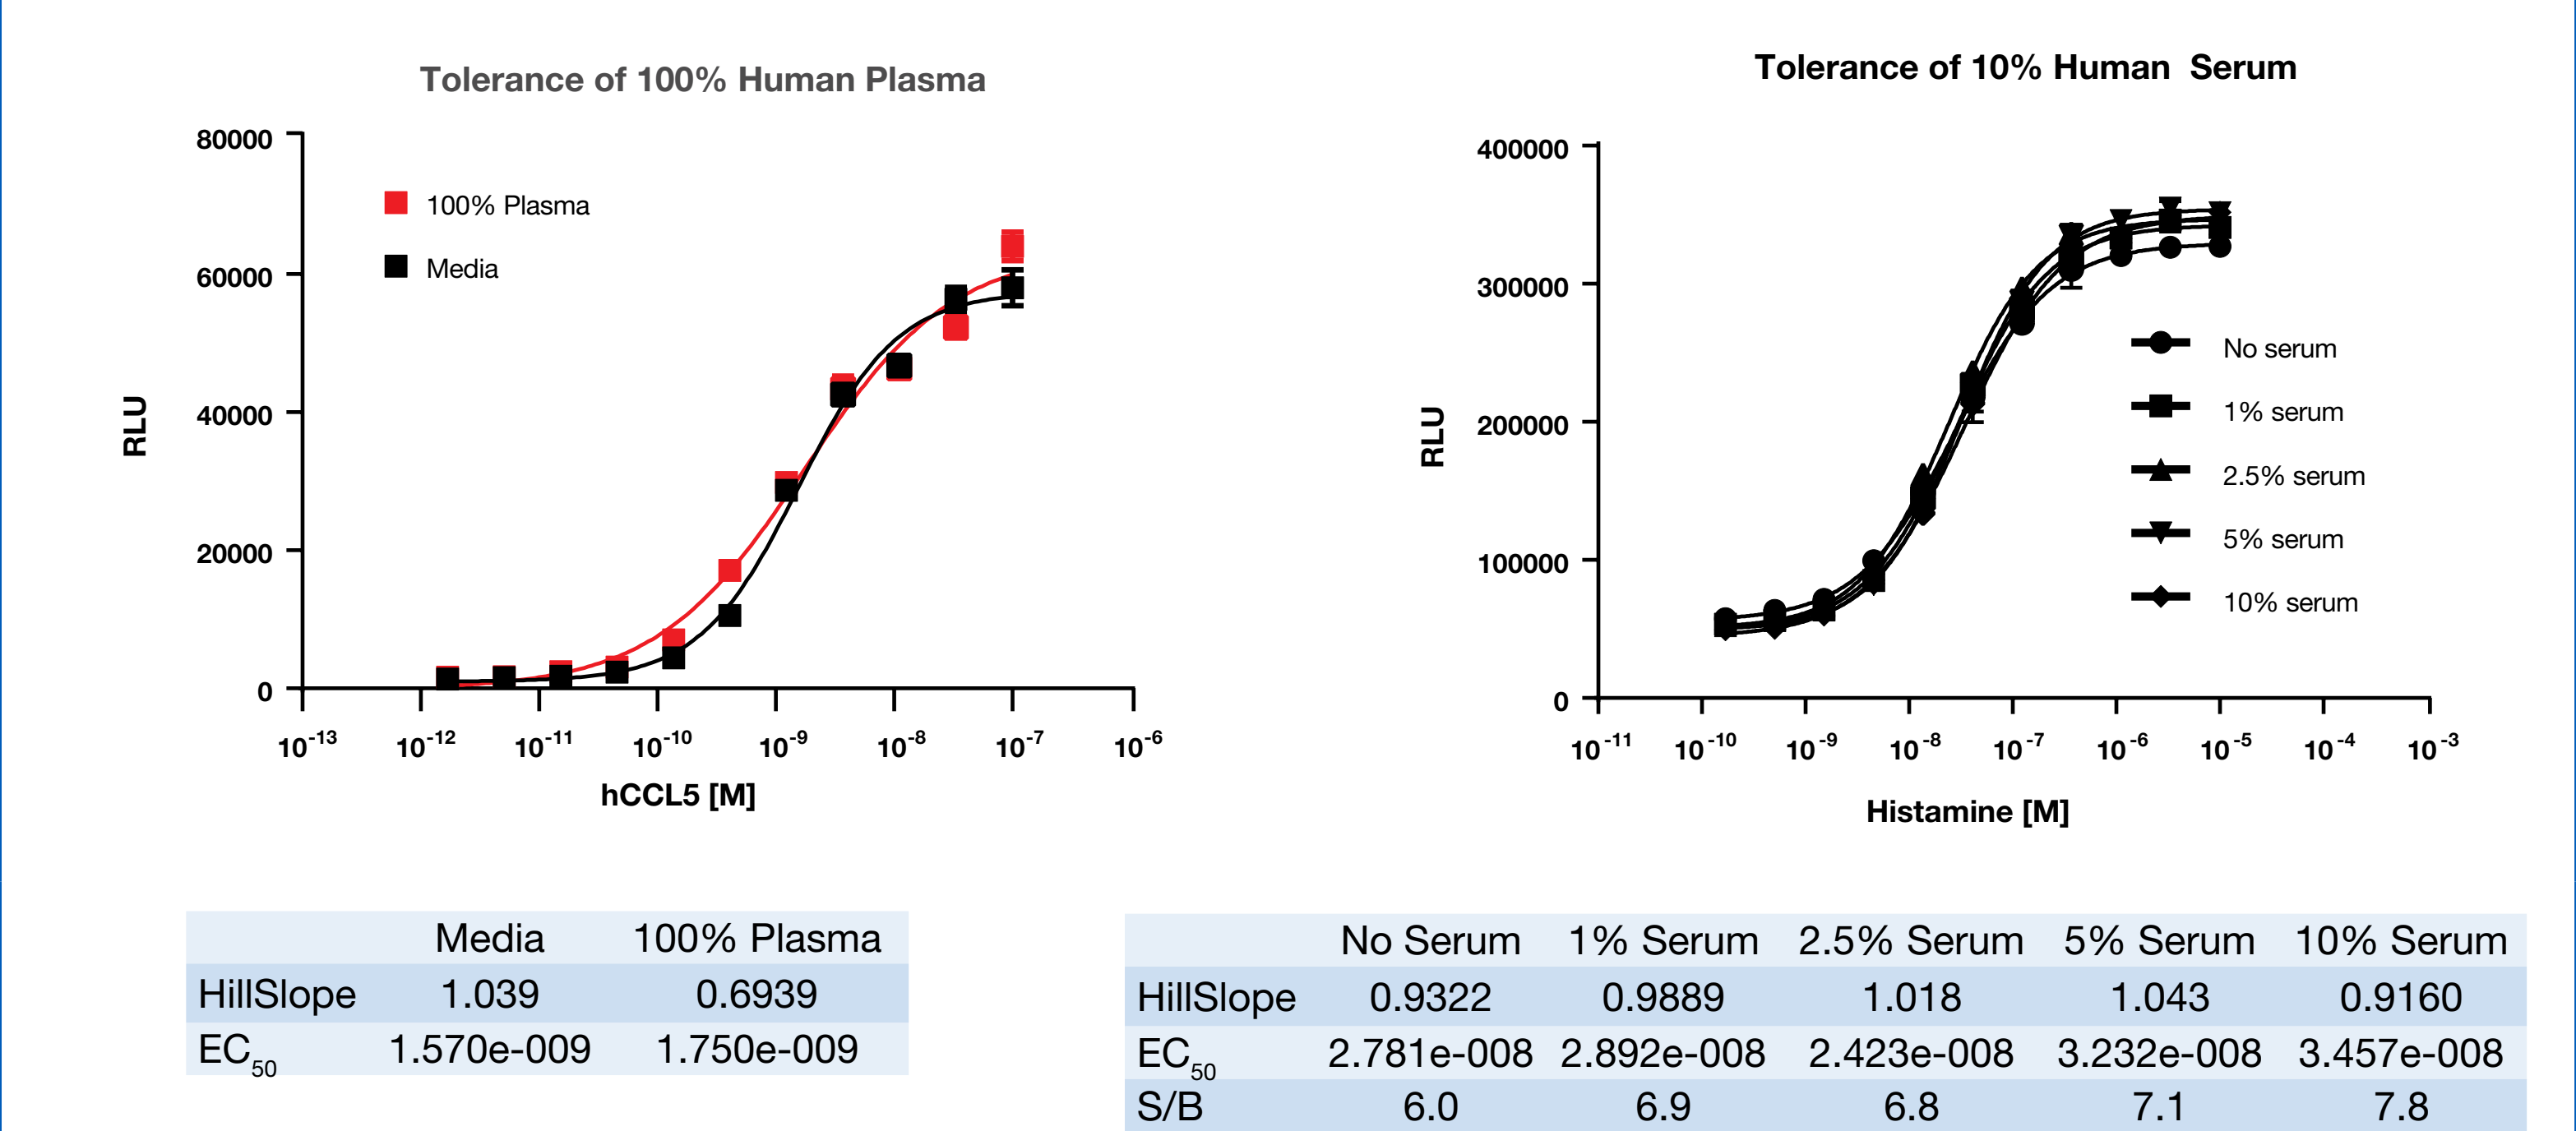 Tolerance of 100% Human Plasma
80000
60000
40000
20000
0
RLU
100% Plasma
Media
10-13 10-12 10-11 10-10 10-9 10-8 10-7 10-6
hCCL5 [M]
Tolerance of 10% Human Serum
400000
300000
200000
100000
0
RLU
No serum
1% serum
2.5% serum
5% serum
10% serum
10-11 10-10 10-9 10-8 10-7 10-6 10-5 10-4 10-3
Histamine [M]
Media 100% Plasma
HillSlope 1.039 0.6939
EC50 1.570e-009 1.750e-009
No Serum 1% Serum 2.5% Serum 5% Serum 10% Serum
HillSlope 0.9322 0.9889 1.018 1.043 0.9160
EC50 2.781e-008 2.892e-008 2.423e-008 3.232e-008 3.457e-008
S/B 6.0 6.9 6.8 7.1 7.8